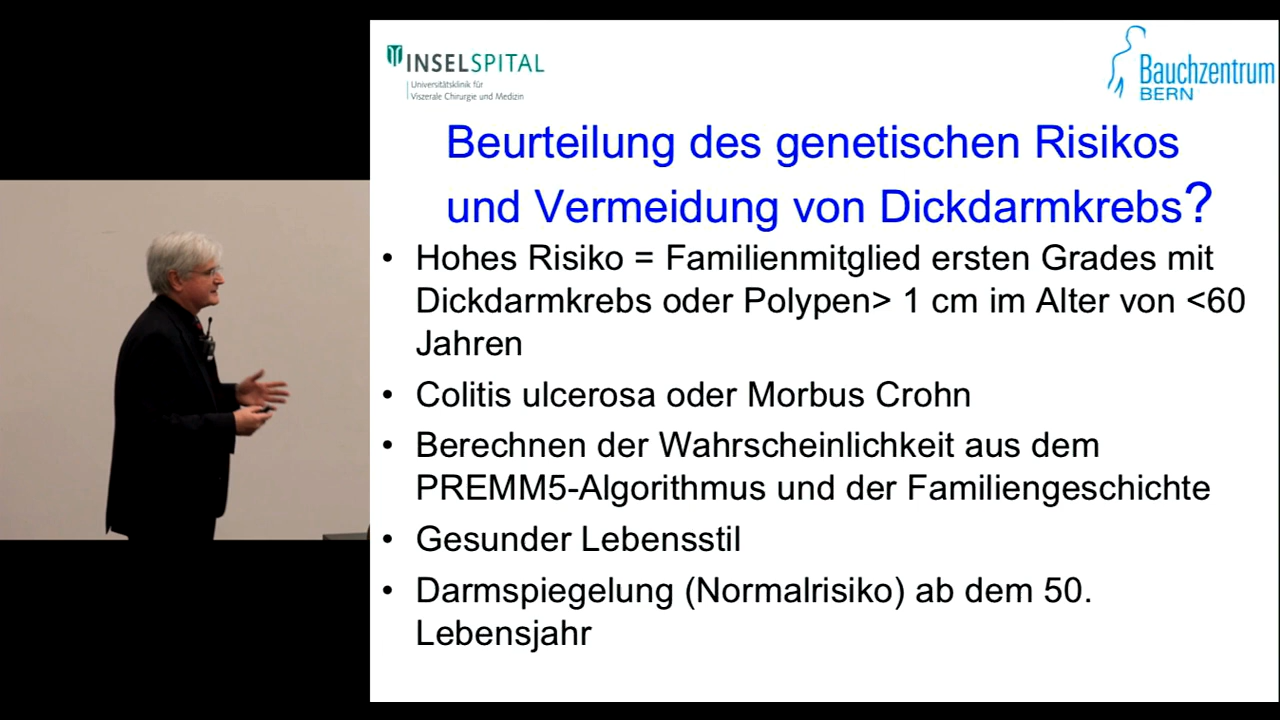 INSELSPITAL
Universitätsklinik für
Viszerale Chirurgie und Medizin
Bauchzentrum
BERN
Beurteilung des genetischen Risikos
und Vermeidung von Dickdarmkrebs?
• Hohes Risiko = Familienmitglied ersten Grades mit
Dickdarmkrebs oder Polypen> 1 cm im Alter von <60
Jahren
• Colitis ulcerosa oder Morbus Crohn
• Berechnen der Wahrscheinlichkeit aus dem
PREMM5-Algorithmus und der Familiengeschichte
• Gesunder Lebensstil
• Darmspiegelung (Normalrisiko) ab dem 50.
Lebensjahr